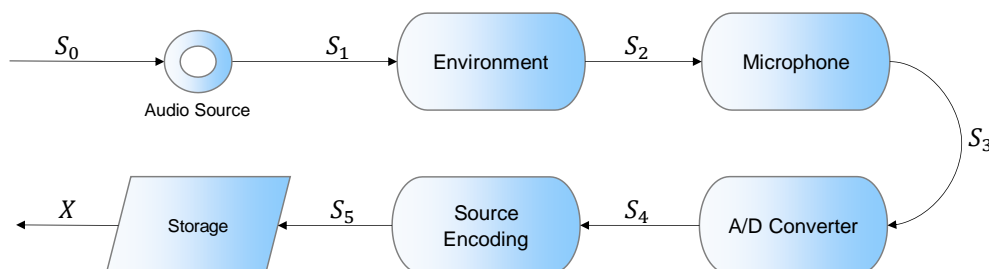 S₀
S₁
Environment
S₂
Microphone
Audio Source
S₃
X
Storage
S₅
Source
Encoding
S₄
A/D Converter